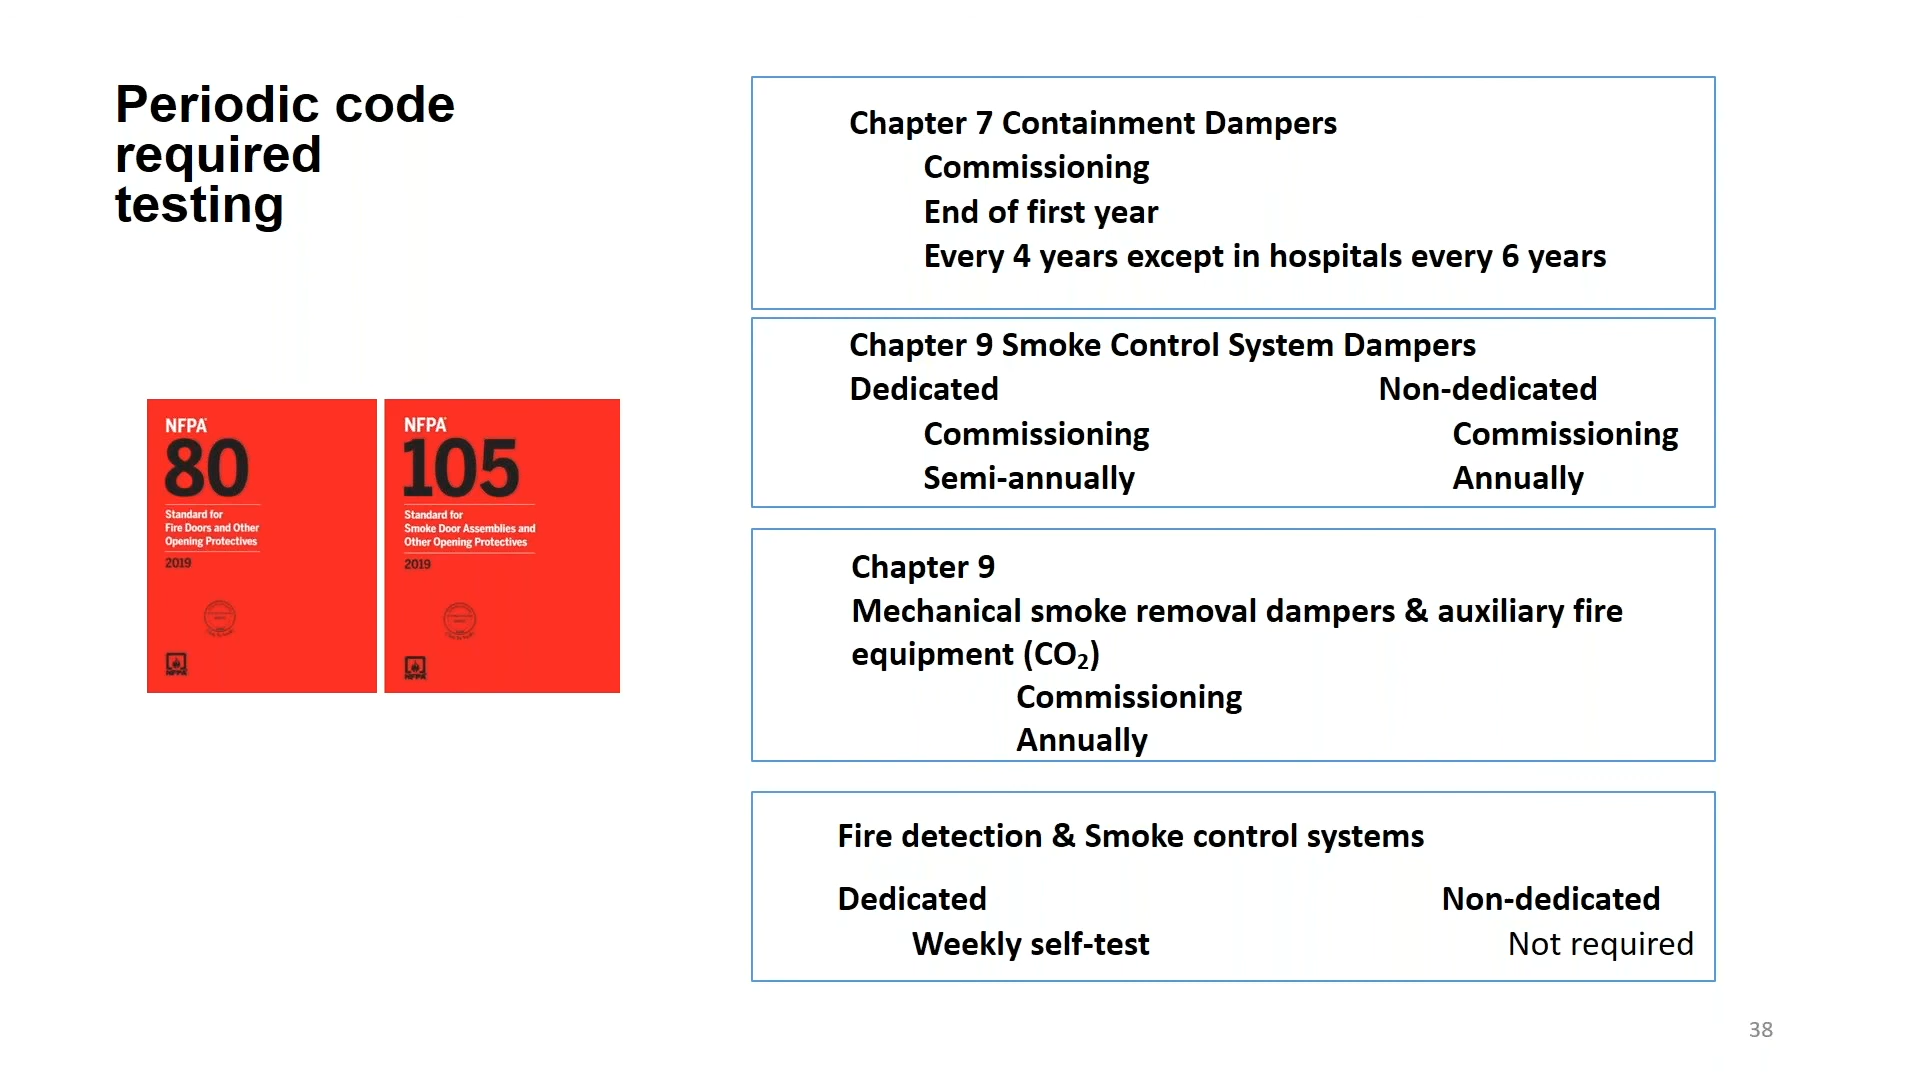 Periodic code
required
testing
NFPA
80
Standard for
Fire Doors and Other
Opening Protectives
2019
NFPA
NFPA
105
Standard for
Smoke Door Assemblies and
Other Opening Protectives
2019
NFPA
Chapter 7 Containment Dampers
Commissioning
End of first year
Every 4 years except in hospitals every 6 years
Chapter 9 Smoke Control System Dampers
Dedicated Non-dedicated
Commissioning Commissioning
Semi-annually Annually
Chapter 9
Mechanical smoke removal dampers & auxiliary fire
equipment (CO₂)
Commissioning
Annually
Fire detection & Smoke control systems
Dedicated Non-dedicated
Weekly self-test Not required
38